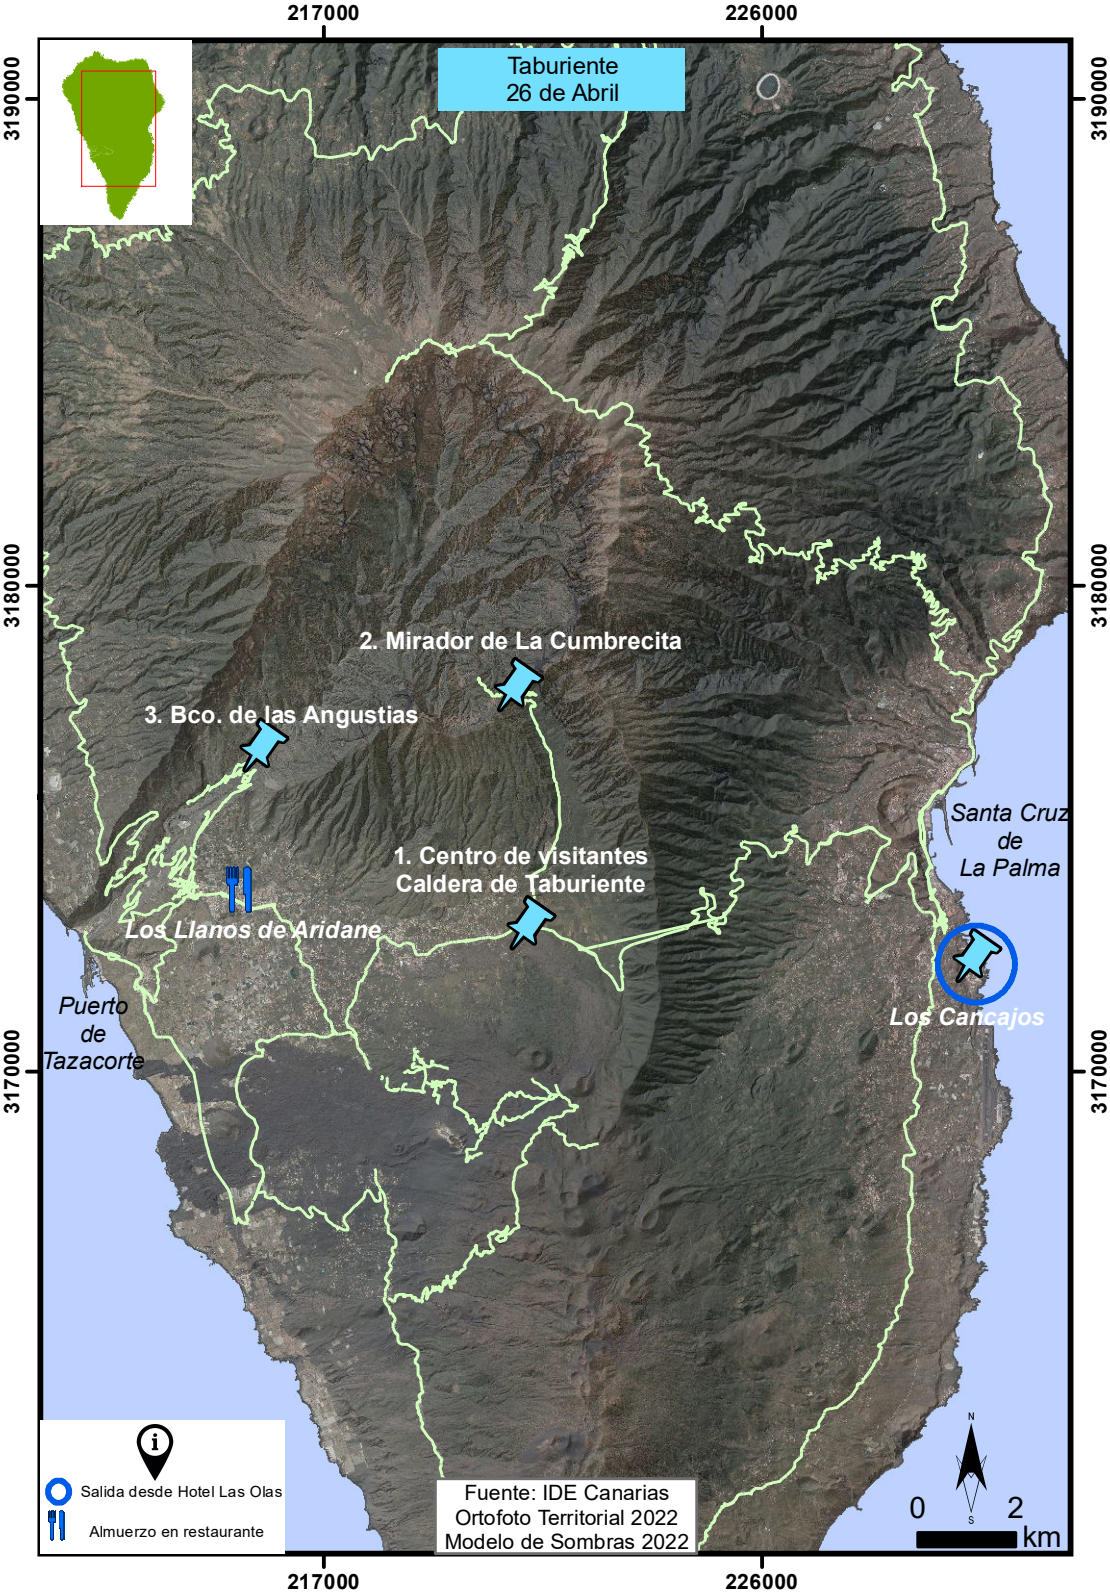 217000
226000
3190000
3190000
Taburiente
26 de Abril
3180000
3180000
2. Mirador de La Cumbrecita
3. Bco. de las Angustias
Santa Cruz
de
La Palma
1. Centro de visitantes
Caldera de Taburiente
Los Llanos de Aridane
Puerto
de
Tazacorte
Los Cancajos
3170000
3170000
i
Salida desde Hotel Las Olas
Almuerzo en restaurante
Fuente: IDE Canarias
Ortofoto Territorial 2022
Modelo de Sombras 2022
N
S
0 2
km
217000
226000